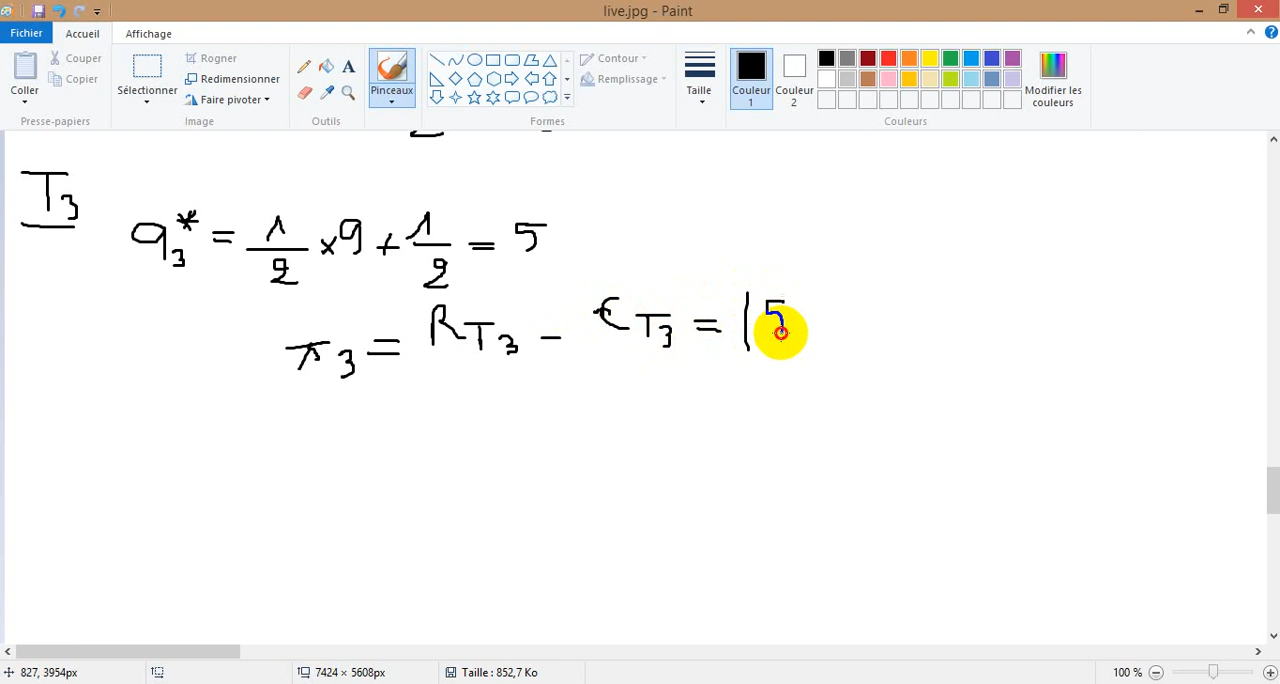 live.jpg - Paint
Fichier Accueil Affichage
Coller Couper Copier Presse-papiers
Sélectionner Rogner Redimensionner Faire pivoter Image
Outils
Pinceaux
Contour Remplissage Formes
Taille
Couleur 1 Couleur 2 Modifier les couleurs Couleurs
T3
q3* = 1/2 × 9 + 1/2 = 5
π3 = RT3 - CT3 = (5
827, 3954px 7424 × 5608px Taille : 852,7 Ko 100 %